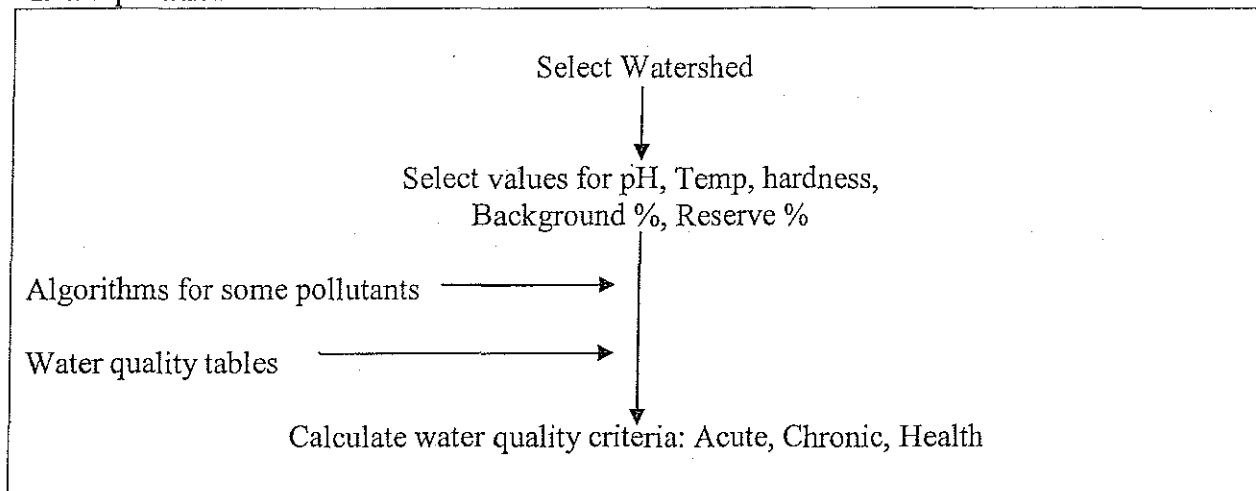 Select Watershed
Select values for pH, Temp, hardness,
Background %, Reserve %
Algorithms for some pollutants
Water quality tables
Calculate water quality criteria: Acute, Chronic, Health